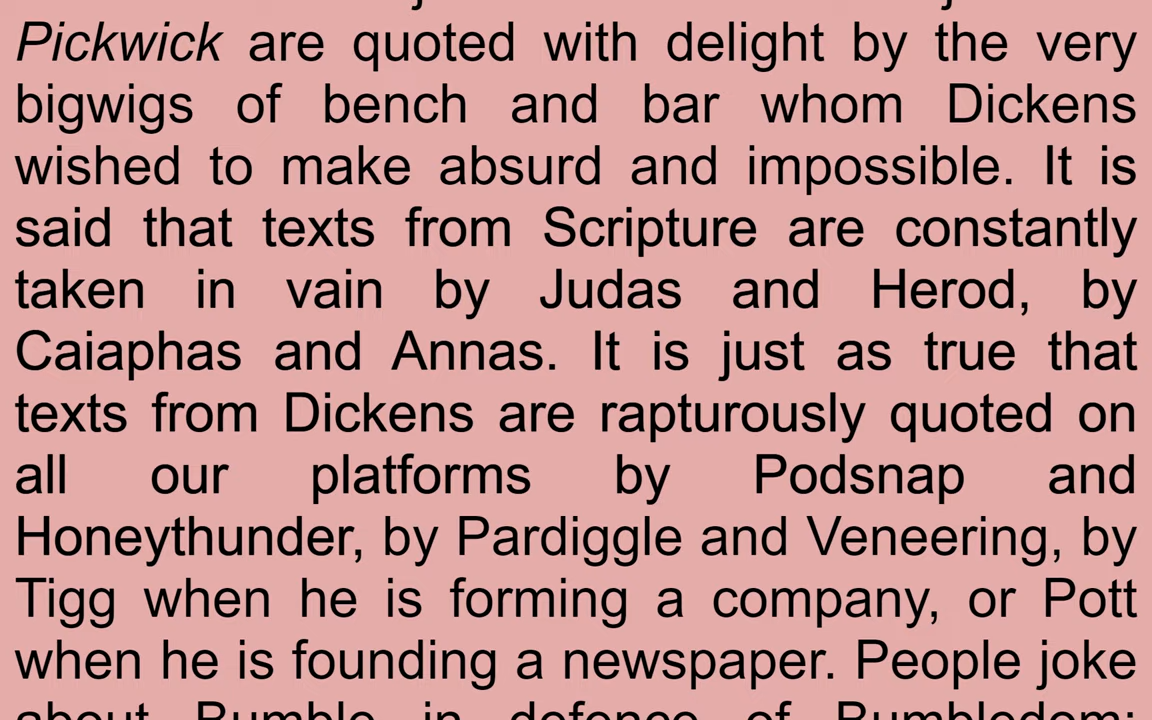 Pickwick are quoted with delight by the very
bigwigs of bench and bar whom Dickens
wished to make absurd and impossible. It is
said that texts from Scripture are constantly
taken in vain by Judas and Herod, by
Caiaphas and Annas. It is just as true that
texts from Dickens are rapturously quoted on
all our platforms by Podsnap and
Honeythunder, by Pardiggle and Veneering, by
Tigg when he is forming a company, or Pott
when he is founding a newspaper. People joke
about Bumble in defence of Bumbledom;